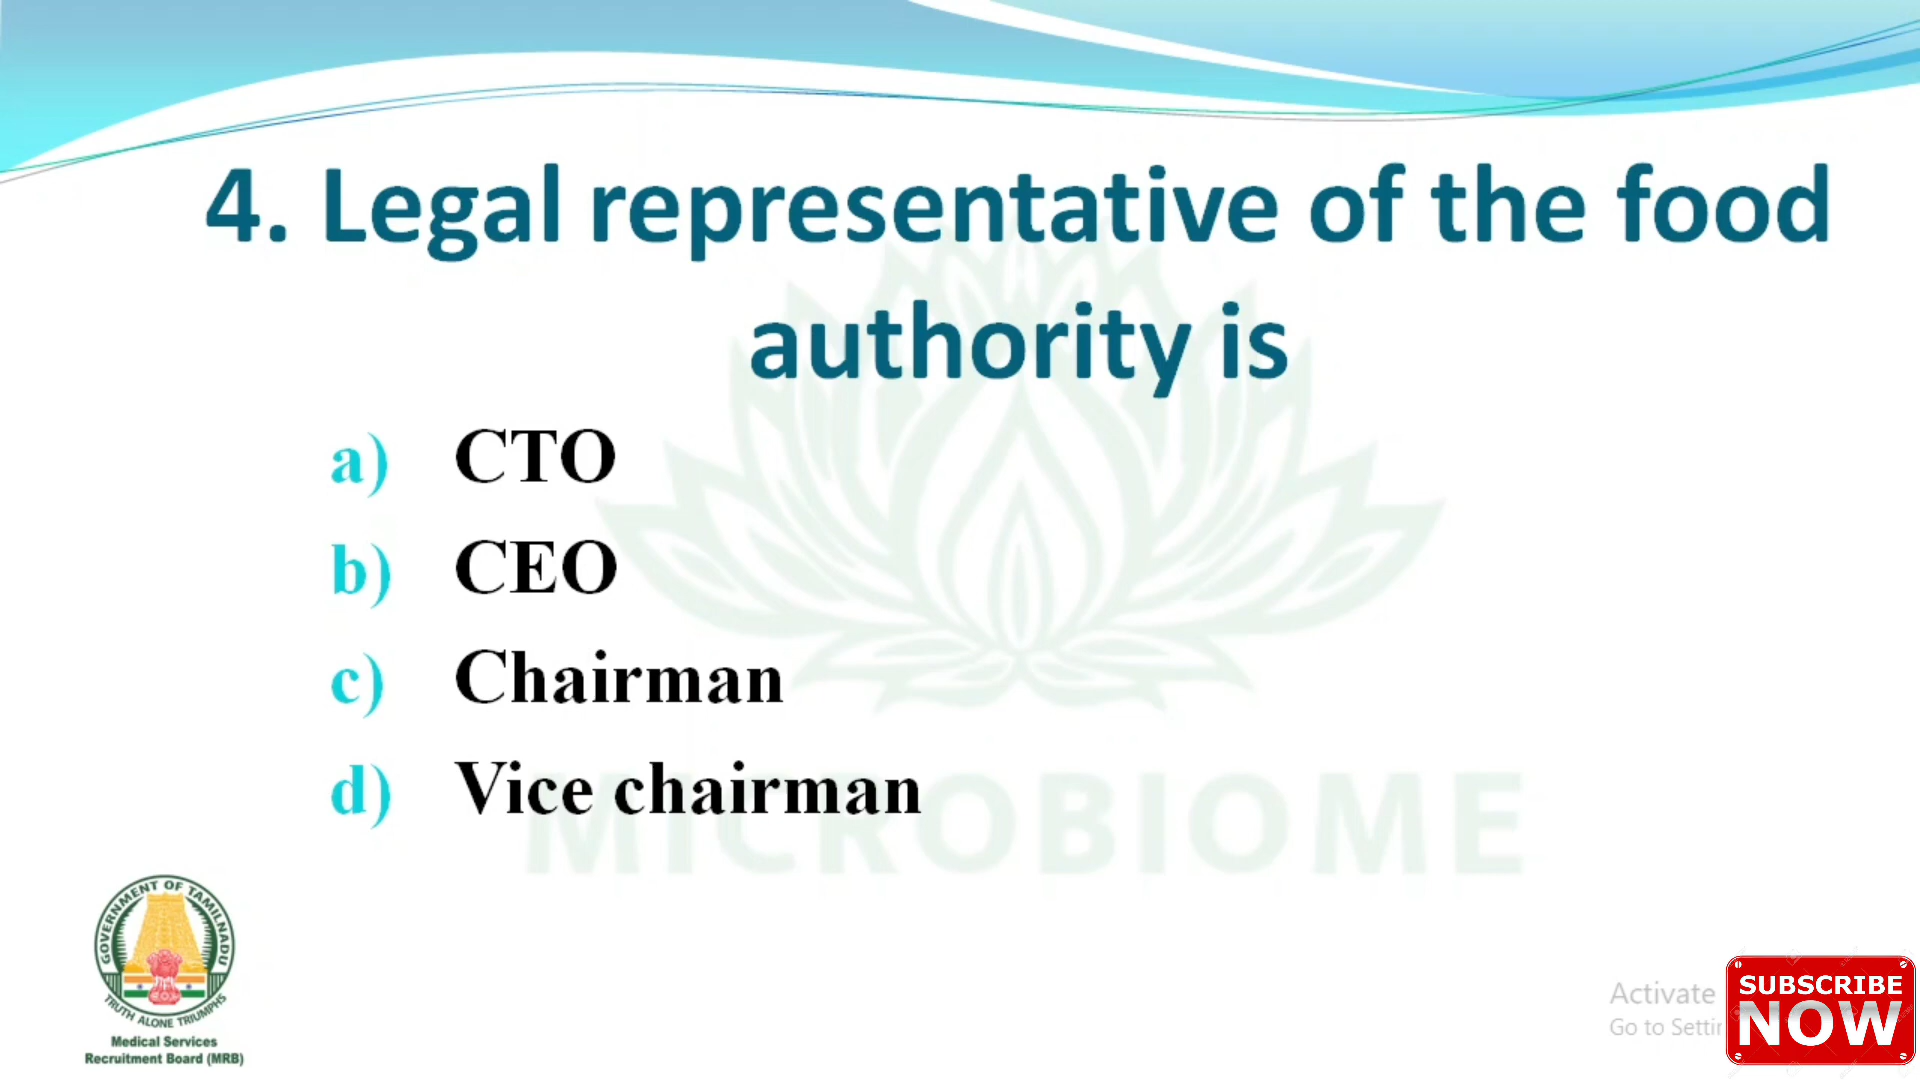 4. Legal representative of the food
authority is
a) CTO
b) CEO
c) Chairman
d) Vice chairman
MICROBIOME
GOVERNMENT OF TAMILNADU
TRUTH ALONE TRIUMPHS
Medical Services
Recruitment Board (MRB)
Activate
Go to Settin
SUBSCRIBE
NOW